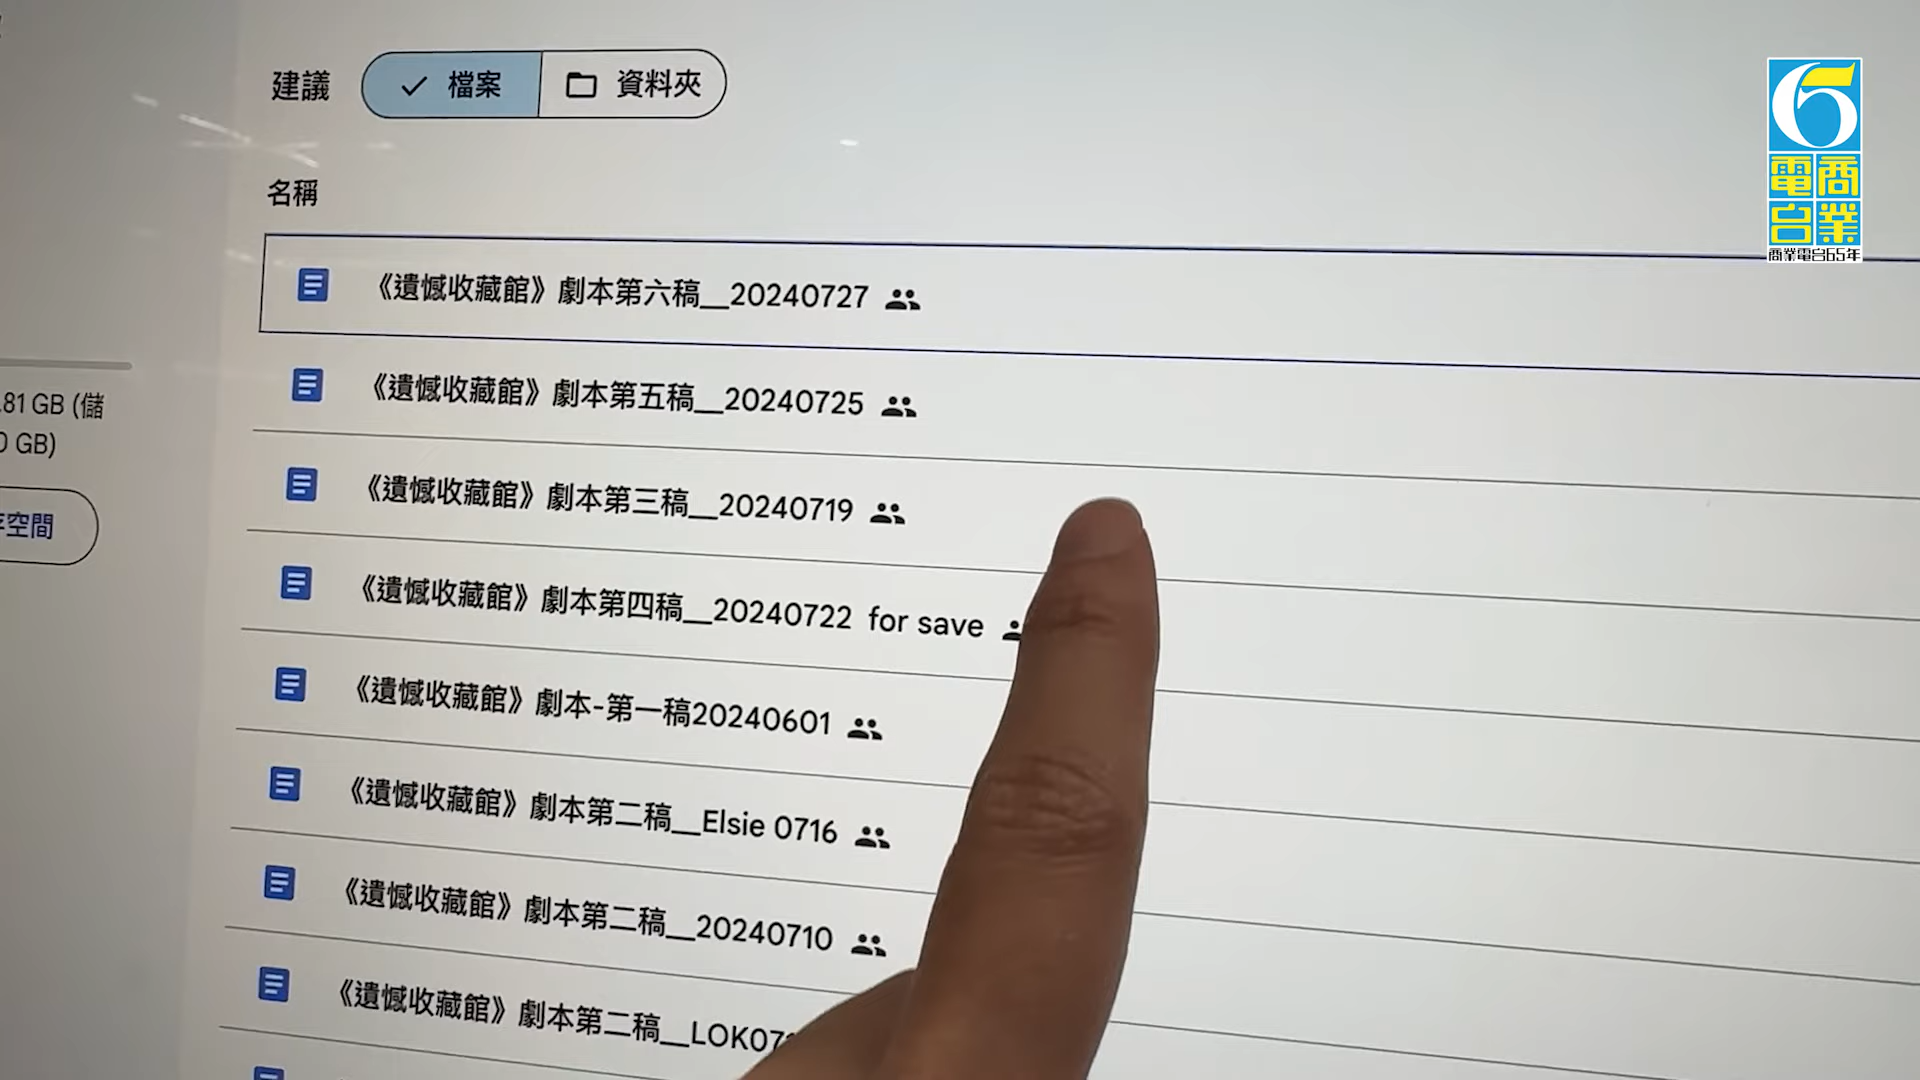 建議
檔案
資料夾
名稱
《遺憾收藏館》劇本第六稿__20240727
《遺憾收藏館》劇本第五稿__20240725
《遺憾收藏館》劇本第三稿__20240719
《遺憾收藏館》劇本第四稿__20240722 for save
《遺憾收藏館》劇本-第一稿20240601
《遺憾收藏館》劇本第二稿__Elsie 0716
《遺憾收藏館》劇本第二稿__20240710
《遺憾收藏館》劇本第二稿__LOK07
.81 GB (儲
0 GB)
空間
65
商業
電台
商業電台65年